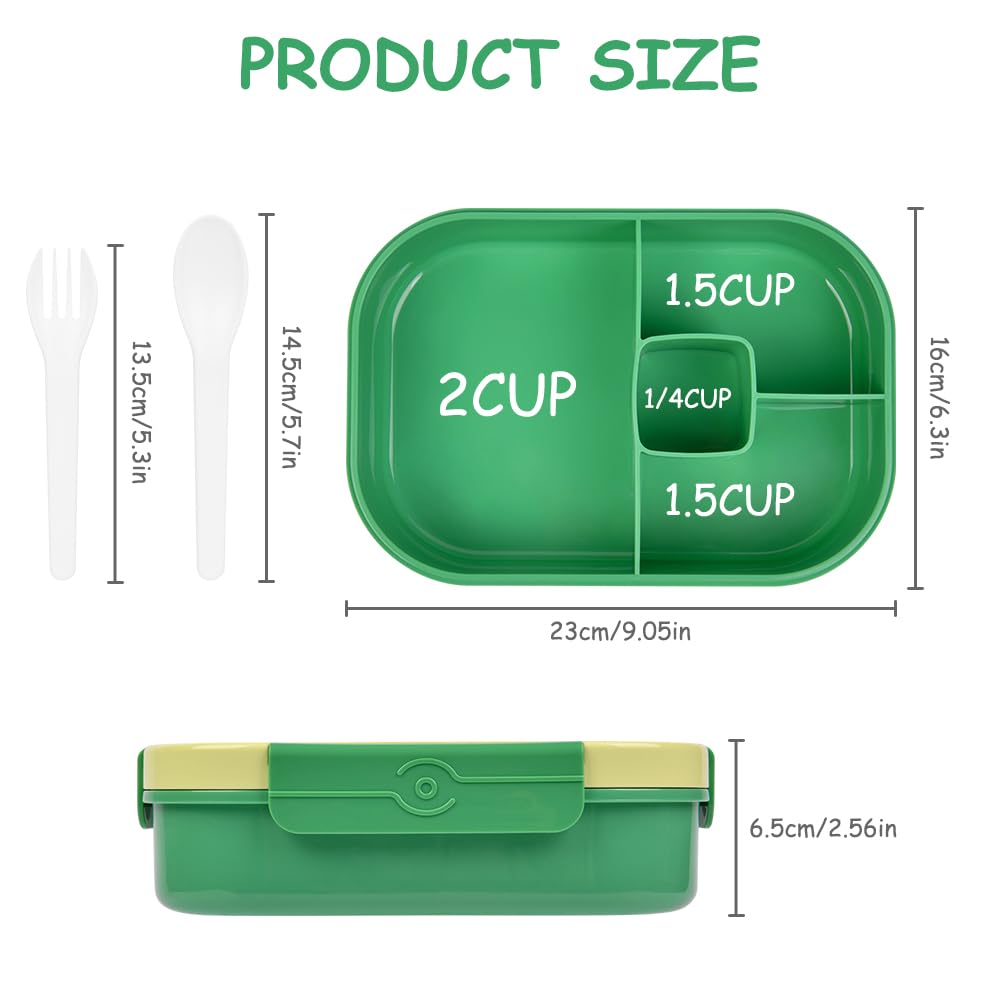 PRODUCT SIZE
13.5cm/5.3in
14.5cm/5.7in
2CUP
1.5CUP
1/4CUP
1.5CUP
16cm/6.3in
23cm/9.05in
6.5cm/2.56in